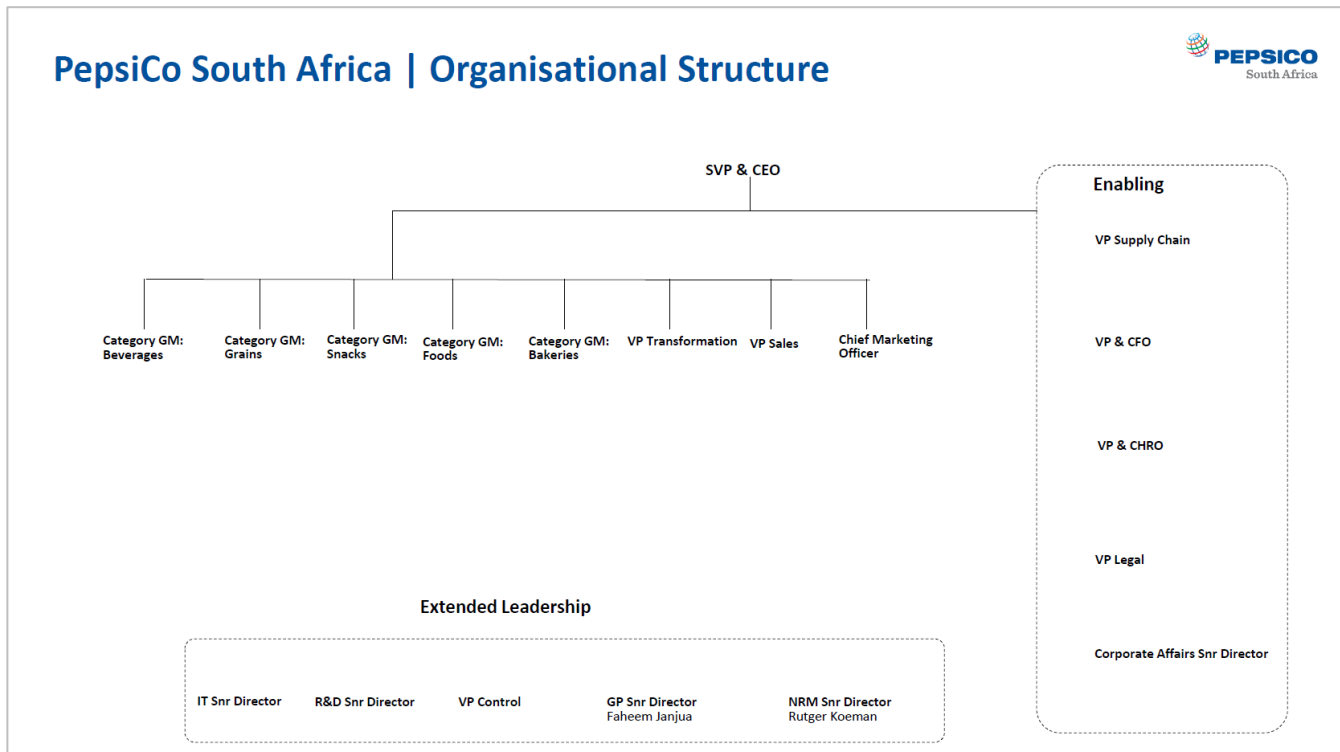 PepsiCo South Africa | Organisational Structure
PEPSICO
South Africa
SVP & CEO
Category GM:
Beverages
Category GM:
Grains
Category GM:
Snacks
Category GM:
Foods
Category GM:
Bakeries
VP Transformation
VP Sales
Chief Marketing
Officer
Enabling
VP Supply Chain
VP & CFO
VP & CHRO
VP Legal
Corporate Affairs Snr Director
Extended Leadership
IT Snr Director
R&D Snr Director
VP Control
GP Snr Director
Faheem Janjua
NRM Snr Director
Rutger Koeman